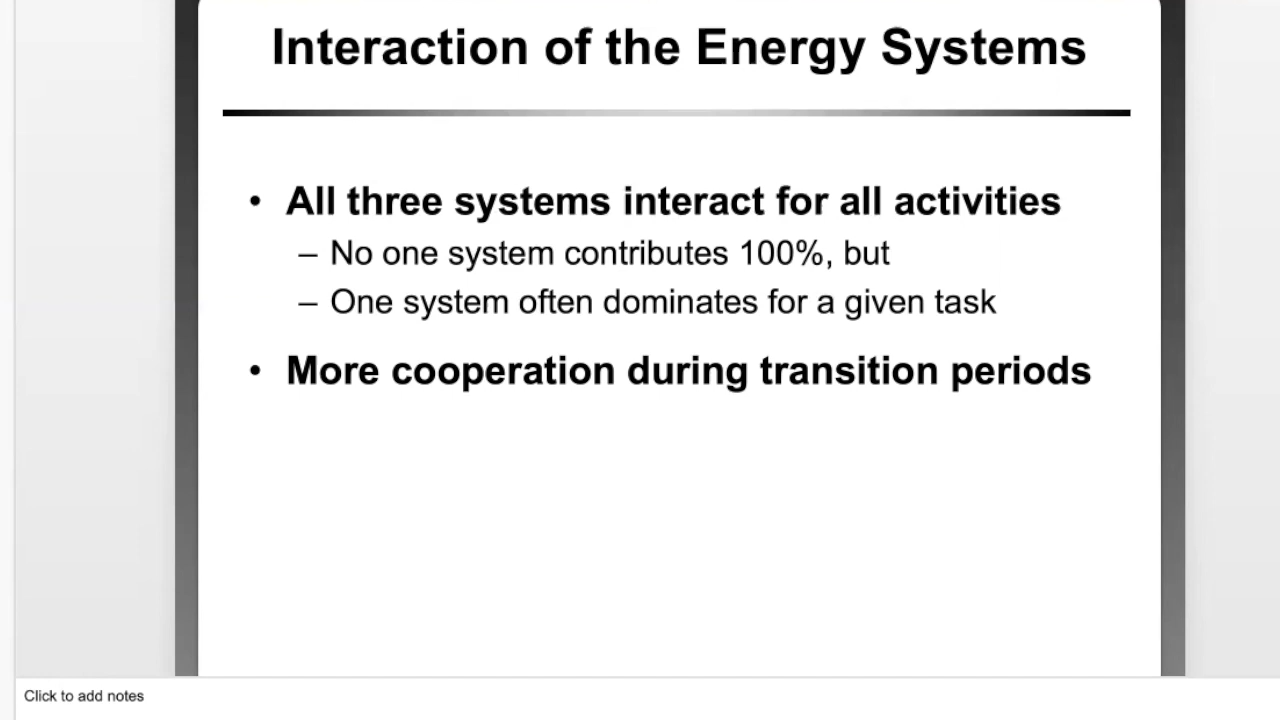 Interaction of the Energy Systems
• All three systems interact for all activities
– No one system contributes 100%, but
– One system often dominates for a given task
• More cooperation during transition periods
Click to add notes